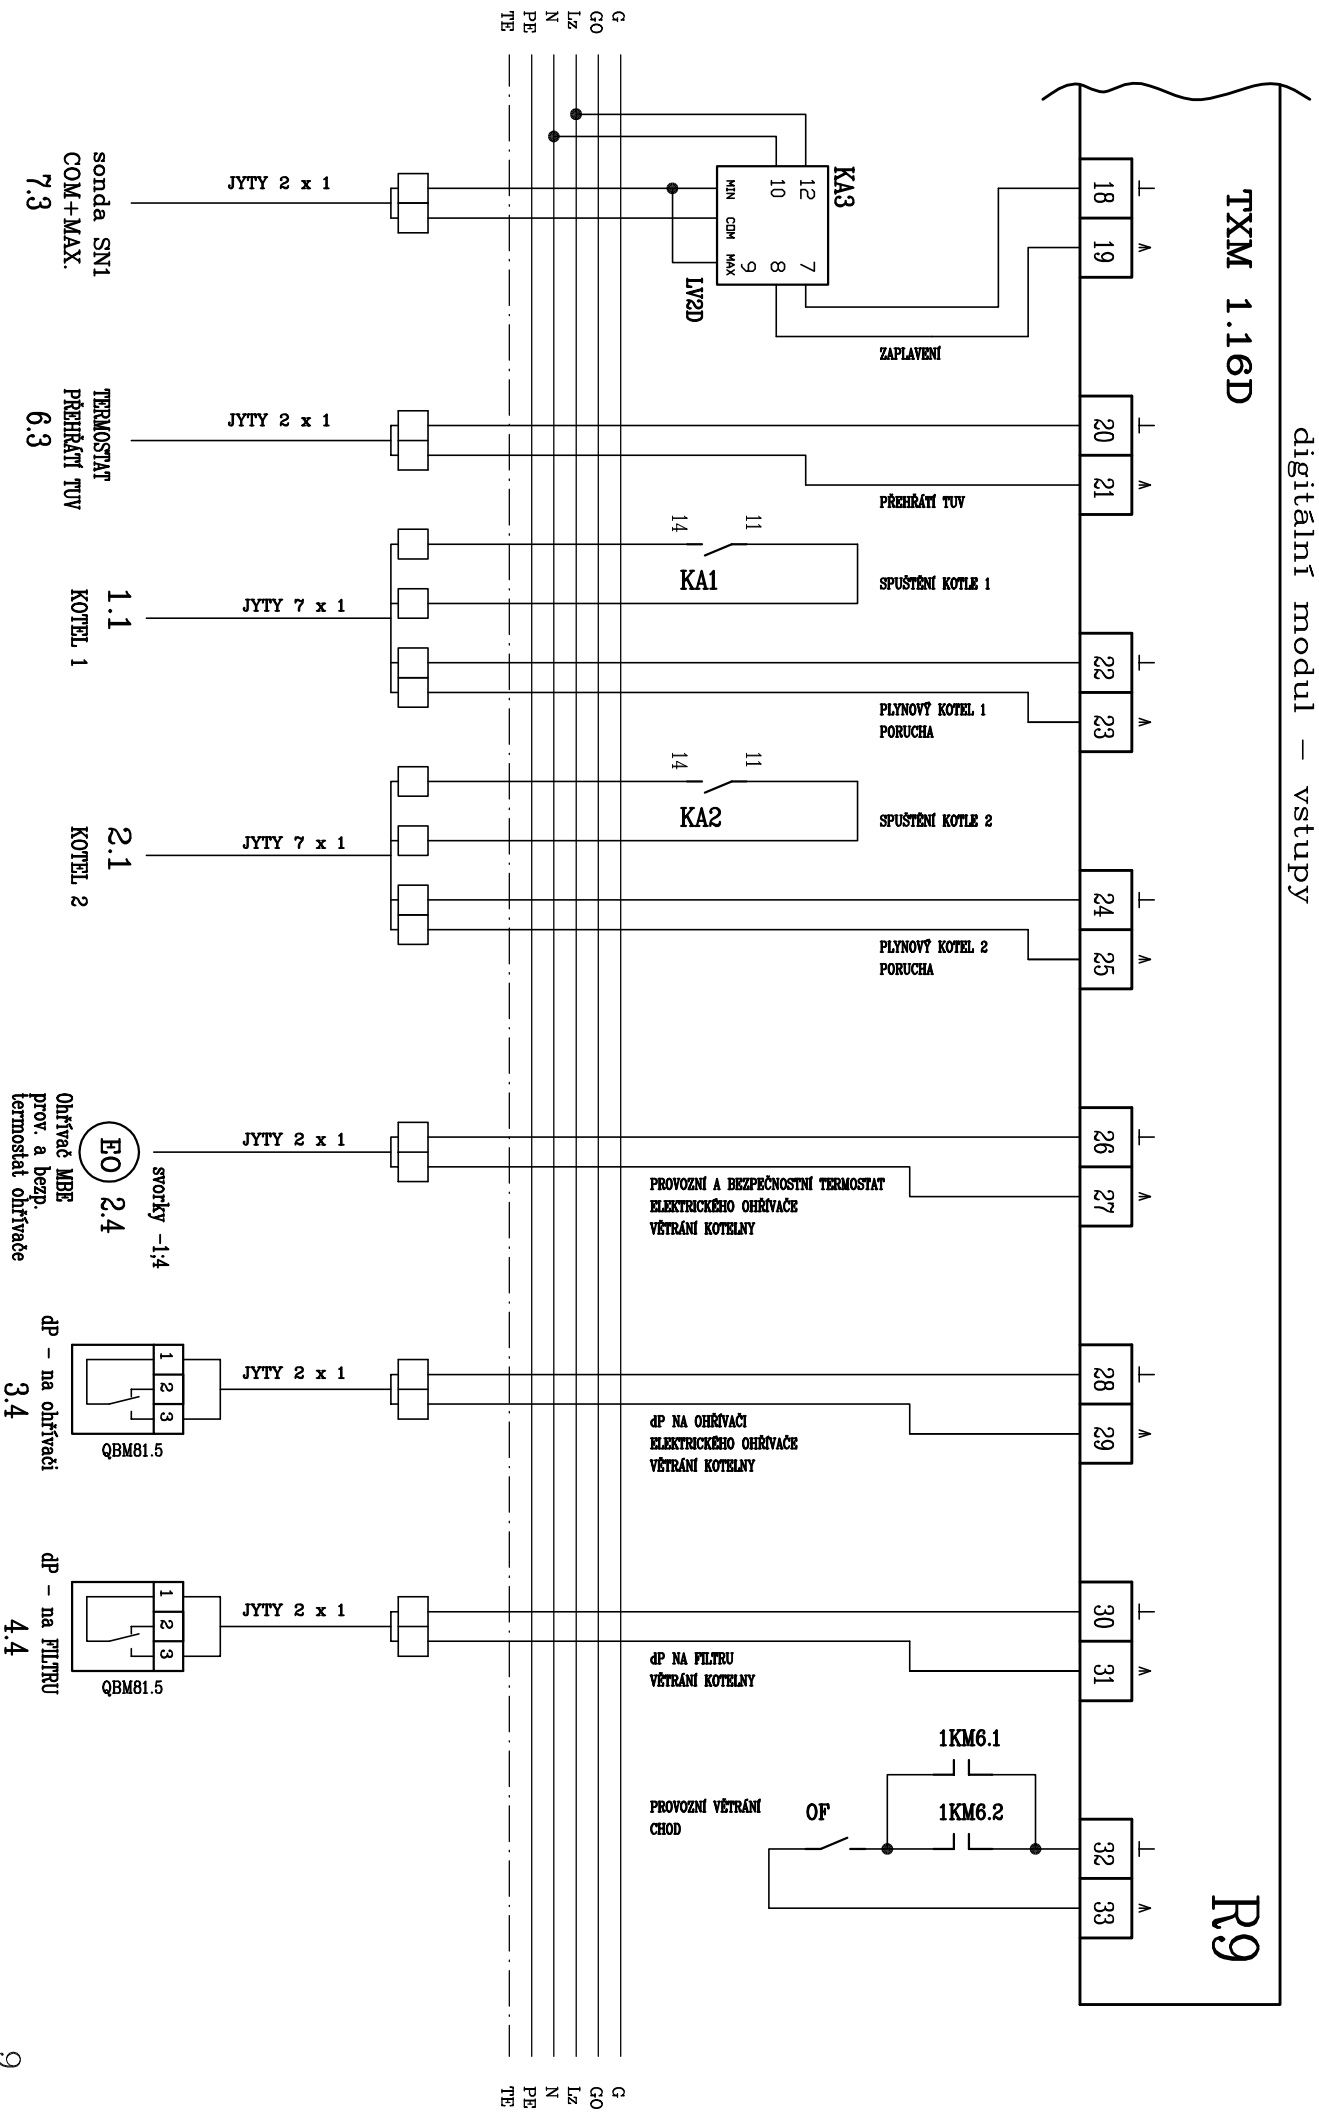 digitální modul - vstupy
TXM 1.16D
R9
18 19 20 21 22 23 24 25 26 27 28 29 30 31 32 33
KA3
12
10
7
8
9
MIN COM MAX
LV2D
ZAPLAVENÍ
PŘEHŘÁTÍ TUV
SPUŠTĚNÍ KOTLE 1
11
14
KA1
PLYNOVÝ KOTEL 1
PORUCHA
SPUŠTĚNÍ KOTLE 2
11
14
KA2
PLYNOVÝ KOTEL 2
PORUCHA
PROVOZNÍ A BEZPEČNOSTNÍ TERMOSTAT
ELEKTRICKÉHO OHŘÍVAČE
VĚTRÁNÍ KOTELNY
dP NA OHŘÍVAČI
ELEKTRICKÉHO OHŘÍVAČE
VĚTRÁNÍ KOTELNY
dP NA FILTRU
VĚTRÁNÍ KOTELNY
1KM6.1
1KM6.2
OF
PROVOZNÍ VĚTRÁNÍ
CHOD
G G
GO GO
Lz Lz
N N
PE PE
TE TE
JYTY 2 x 1
sonda SN1
COM+MAX.
7.3
JYTY 2 x 1
TERMOSTAT
PŘEHŘÁTÍ TUV
6.3
JYTY 7 x 1
1.1
KOTEL 1
JYTY 7 x 1
2.1
KOTEL 2
JYTY 2 x 1
svorky -1;4
EO 2.4
Ohřívač MBE
prov. a bezp.
termostat ohřívače
JYTY 2 x 1
1 2 3
QBM81.5
dP - na ohřívači
3.4
JYTY 2 x 1
1 2 3
QBM81.5
dP - na FILTRU
4.4
9